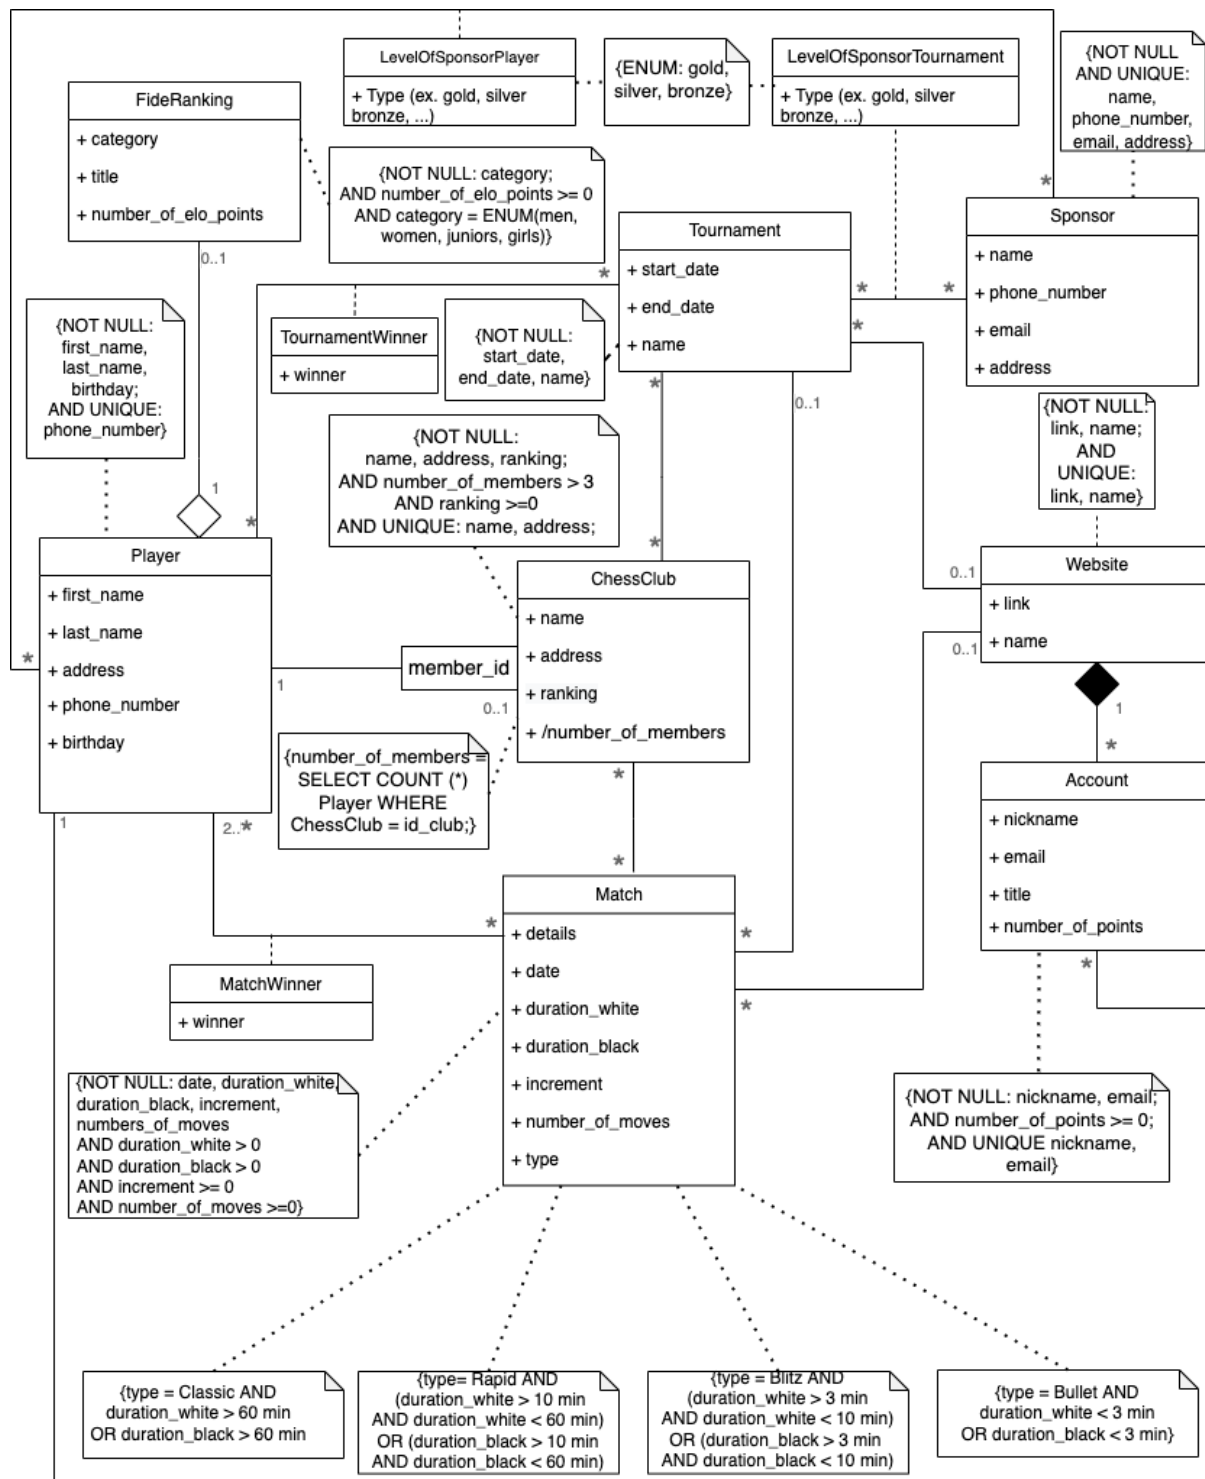 LevelOfSponsorPlayer
+ Type (ex. gold, silver
bronze, ...)
{ENUM: gold,
silver, bronze}
LevelOfSponsorTournament
+ Type (ex. gold, silver
bronze, ...)
{NOT NULL
AND UNIQUE:
name,
phone_number,
email, address}
FideRanking
+ category
+ title
+ number_of_elo_points
0..1
{NOT NULL: category;
AND number_of_elo_points >= 0
AND category = ENUM(men,
women, juniors, girls)}
*
Tournament
+ start_date
+ end_date
+ name
*
*
*
*
*
0..1
Sponsor
+ name
+ phone_number
+ email
+ address
*
{NOT NULL:
first_name,
last_name,
birthday;
AND UNIQUE:
phone_number}
TournamentWinner
+ winner
{NOT NULL:
start_date,
end_date, name}
{NOT NULL:
name, address, ranking;
AND number_of_members > 3
AND ranking >=0
AND UNIQUE: name, address;
{NOT NULL:
link, name;
AND
UNIQUE:
link, name}
1
*
Player
+ first_name
+ last_name
+ address
+ phone_number
+ birthday
*
1
1
2..*
member_id
0..1
*
ChessClub
+ name
+ address
+ ranking
+ /number_of_members
*
{number_of_members =
SELECT COUNT (*)
Player WHERE
ChessClub = id_club;}
Website
+ link
+ name
0..1
0..1
1
*
Account
+ nickname
+ email
+ title
+ number_of_points
*
*
Match
+ details
+ date
+ duration_white
+ duration_black
+ increment
+ number_of_moves
+ type
*
*
*
MatchWinner
+ winner
{NOT NULL: date, duration_white,
duration_black, increment,
numbers_of_moves
AND duration_white > 0
AND duration_black > 0
AND increment >= 0
AND number_of_moves >=0}
{NOT NULL: nickname, email;
AND number_of_points >= 0;
AND UNIQUE nickname,
email}
{type = Classic AND
duration_white > 60 min
OR duration_black > 60 min
{type= Rapid AND
(duration_white > 10 min
AND duration_white < 60 min)
OR (duration_black > 10 min
AND duration_black < 60 min)
{type = Blitz AND
(duration_white > 3 min
AND duration_white < 10 min)
OR (duration_black > 3 min
AND duration_black < 10 min)
{type = Bullet AND
duration_white < 3 min
OR duration_black < 3 min}